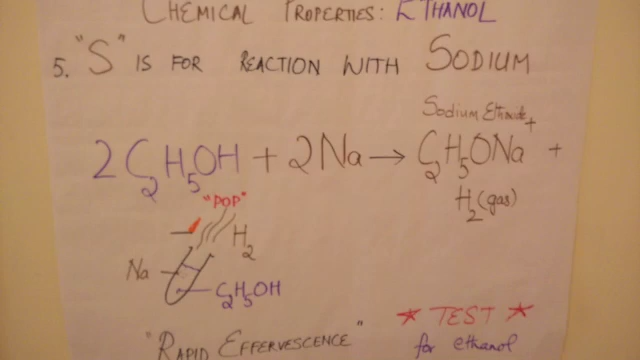 CHEMICAL PROPERTIES: ETHANOL
5. "S" IS FOR REACTION WITH SODIUM
Sodium Ethoxide +
2C₂H₅OH + 2Na → C₂H₅ONa +
H₂(gas)
"POP"
H₂
Na
C₂H₅OH
"RAPID EFFERVESCENCE"
* TEST *
for ethanol